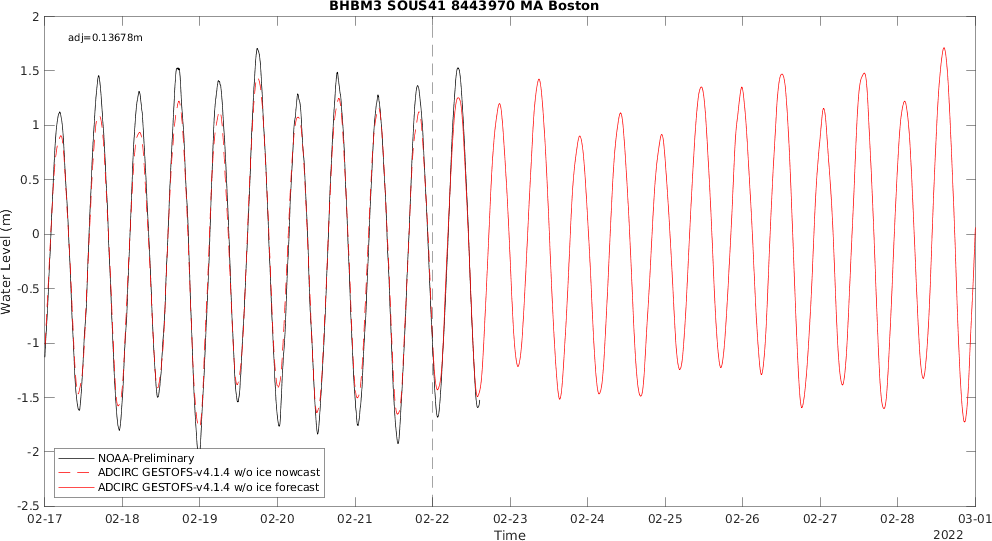 BHBM3 SOUS41 8443970 MA Boston
adj=0.13678m
2
1.5
1
0.5
0
-0.5
-1
-1.5
-2
-2.5
Water Level (m)
NOAA-Preliminary
ADCIRC GESTOFS-v4.1.4 w/o ice nowcast
ADCIRC GESTOFS-v4.1.4 w/o ice forecast
02-17 02-18 02-19 02-20 02-21 02-22 02-23 02-24 02-25 02-26 02-27 02-28 03-01
Time
2022